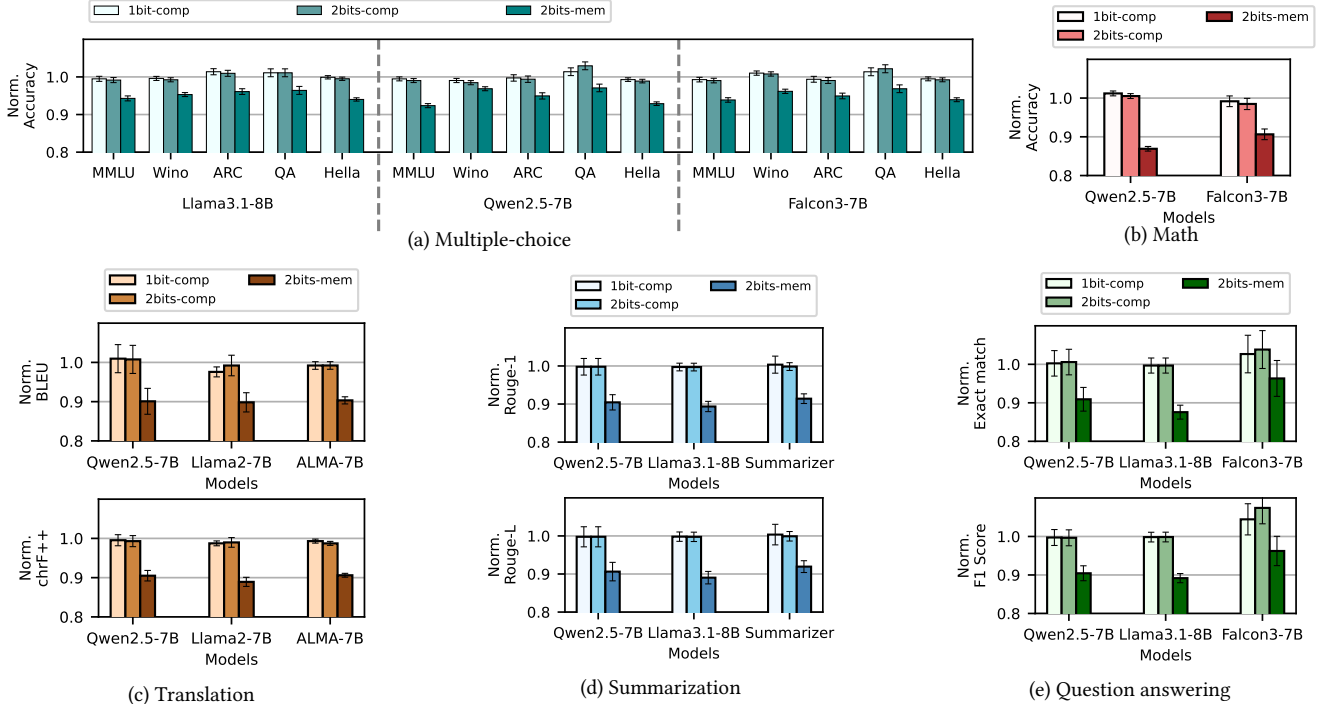 1bit-comp 2bits-comp 2bits-mem
Norm.
Accuracy
1.0
0.9
0.8
MMLU Wino ARC QA Hella MMLU Wino ARC QA Hella MMLU Wino ARC QA Hella
Llama3.1-8B Qwen2.5-7B Falcon3-7B
(a) Multiple-choice
1bit-comp 2bits-mem
2bits-comp
Norm.
Accuracy
1.0
0.9
0.8
Qwen2.5-7B Falcon3-7B
Models
(b) Math
1bit-comp 2bits-mem
2bits-comp
Norm.
BLEU
1.0
0.9
0.8
Qwen2.5-7B Llama2-7B ALMA-7B
Models
Norm.
chrF++
1.0
0.9
0.8
Qwen2.5-7B Llama2-7B ALMA-7B
Models
(c) Translation
1bit-comp 2bits-mem
2bits-comp
Norm.
Rouge-1
1.0
0.9
0.8
Qwen2.5-7B Llama3.1-8B Summarizer
Models
Norm.
Rouge-L
1.0
0.9
0.8
Qwen2.5-7B Llama3.1-8B Summarizer
Models
(d) Summarization
1bit-comp 2bits-mem
2bits-comp
Norm.
Exact match
1.0
0.9
0.8
Qwen2.5-7B Llama3.1-8B Falcon3-7B
Models
Norm.
F1 Score
1.0
0.9
0.8
Qwen2.5-7B Llama3.1-8B Falcon3-7B
Models
(e) Question answering